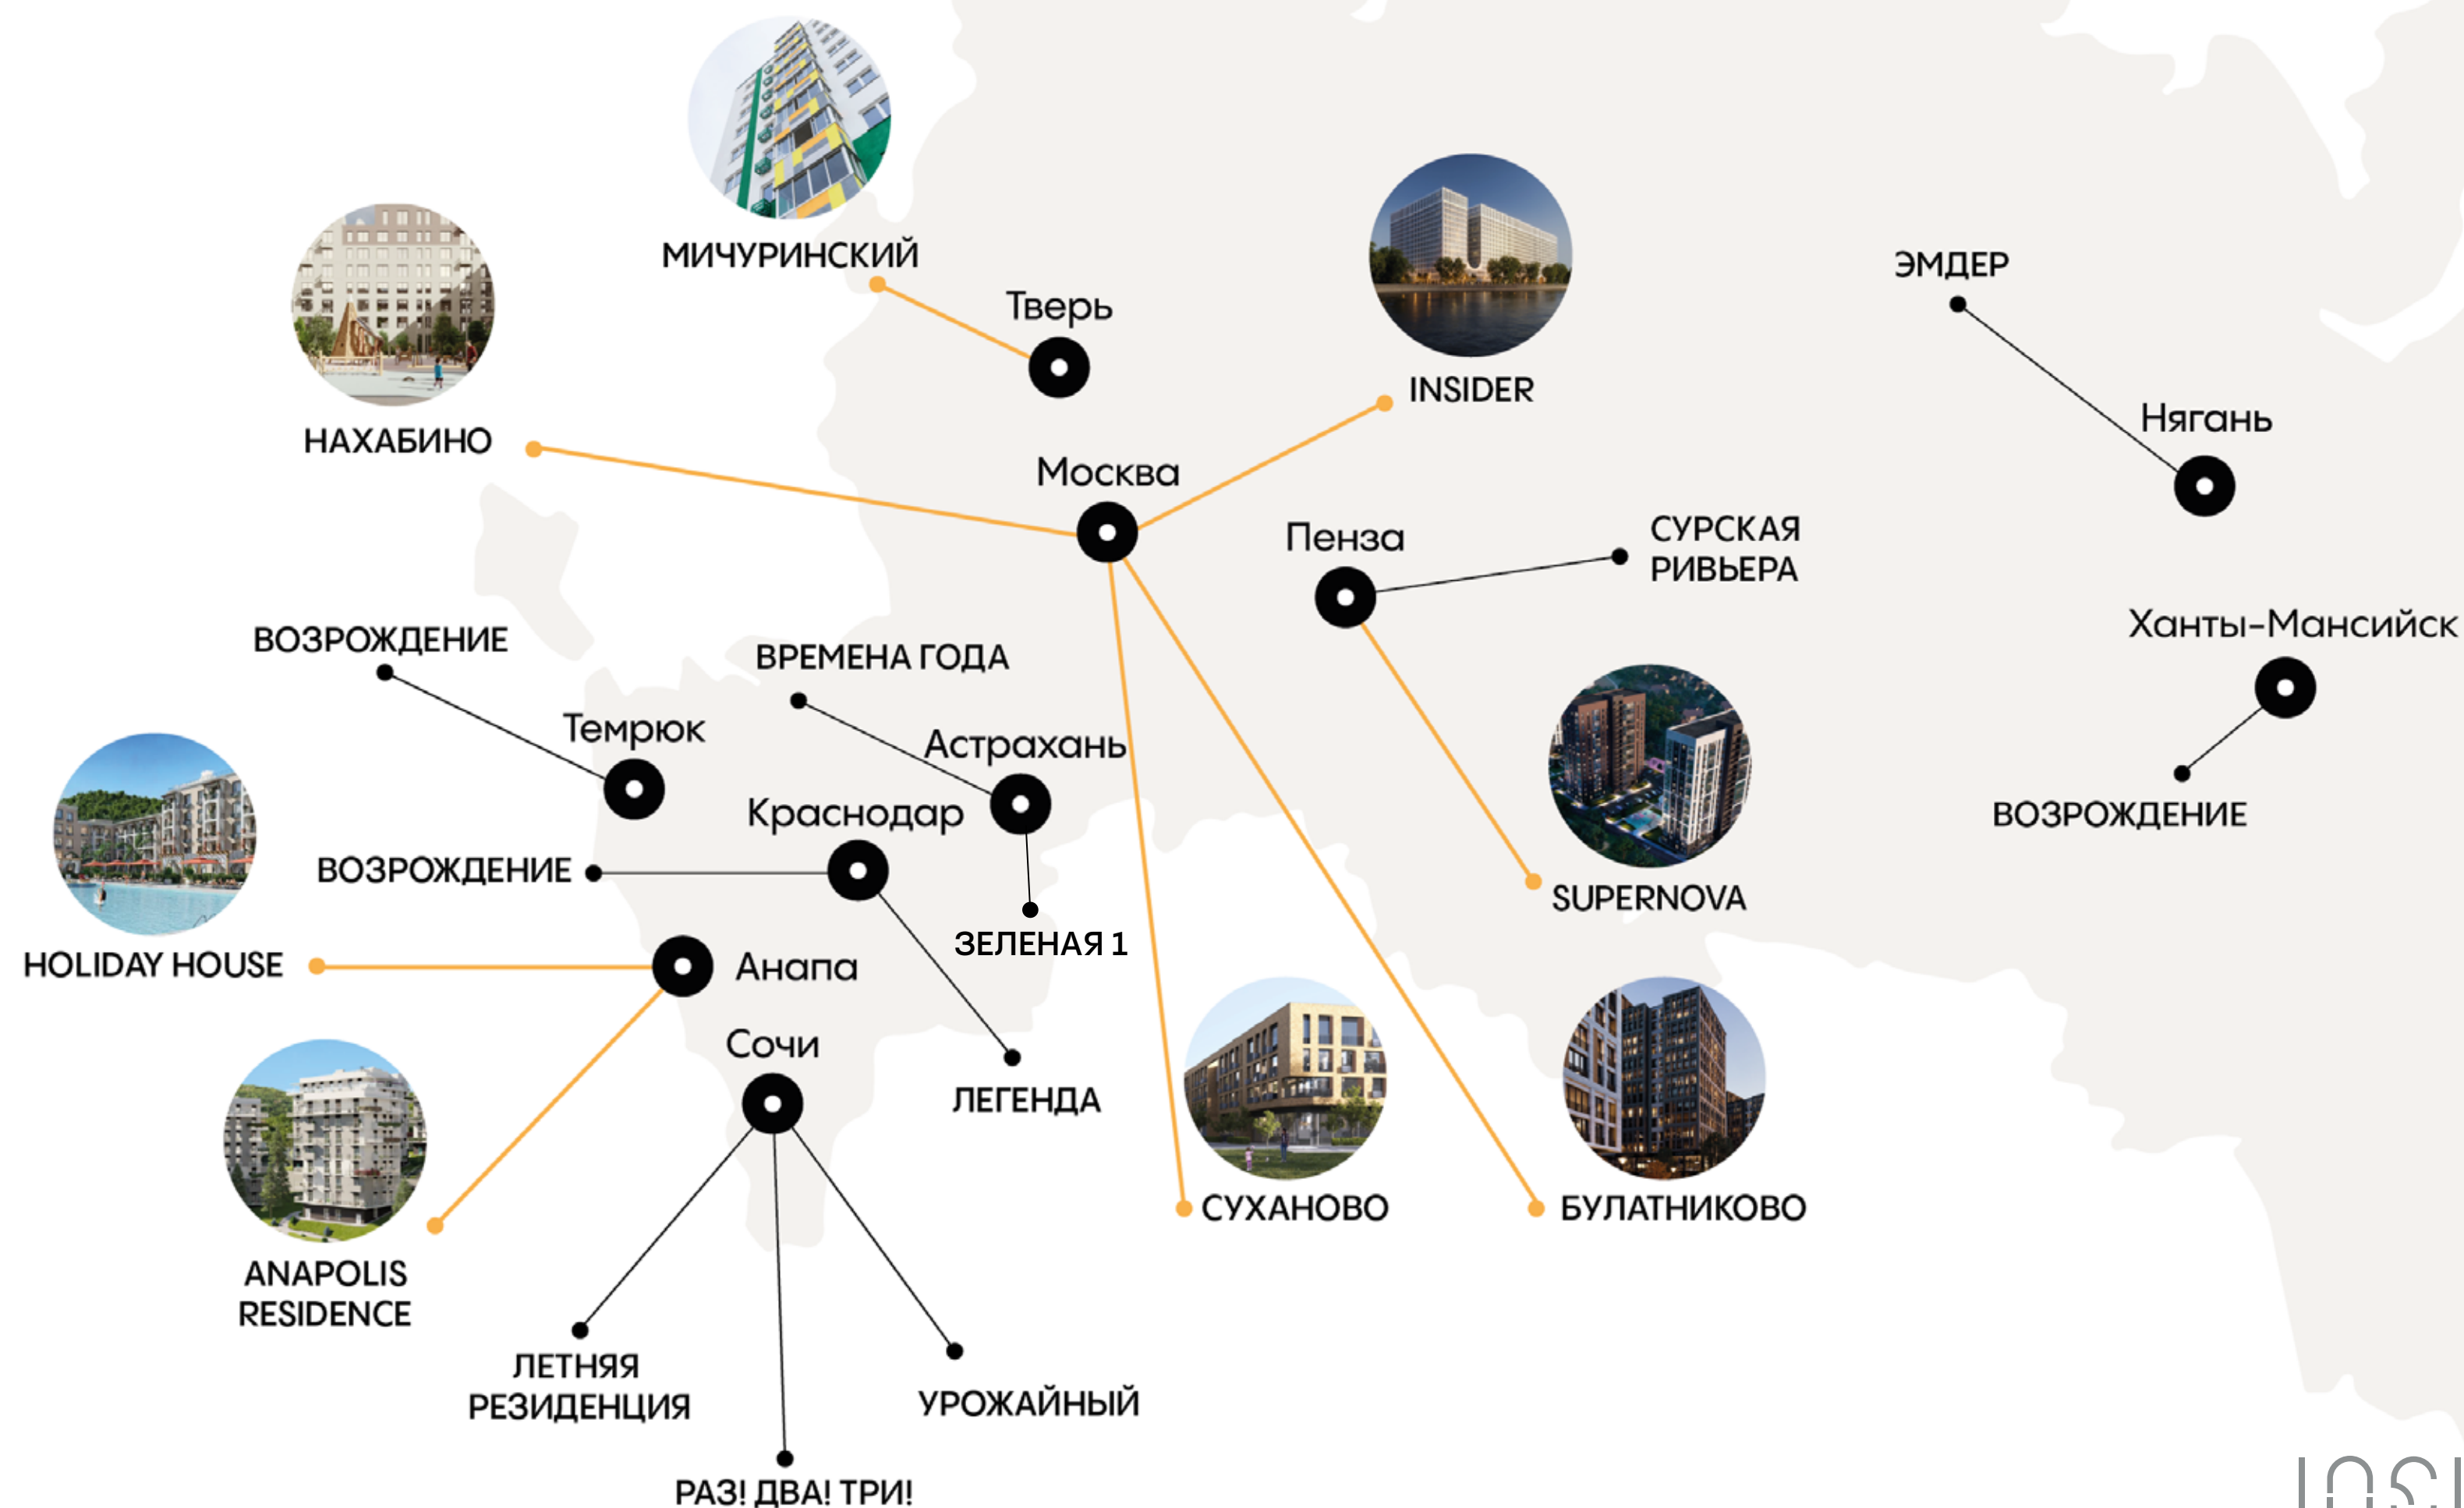 МИЧУРИНСКИЙ
Тверь
INSIDER
ЭМДЕР
НАХАБИНО
Москва
Нягань
Пенза
СУРСКАЯ
РИВЬЕРА
Ханты-Мансийск
ВОЗРОЖДЕНИЕ
ВРЕМЕНА ГОДА
Темрюк
Астрахань
Краснодар
ВОЗРОЖДЕНИЕ
ВОЗРОЖДЕНИЕ
SUPERNOVA
ЗЕЛЕНАЯ 1
HOLIDAY HOUSE
Анапа
Сочи
ЛЕГЕНДА
СУХАНОВО
БУЛАТНИКОВО
ANAPOLIS
RESIDENCE
ЛЕТНЯЯ
РЕЗИДЕНЦИЯ
УРОЖАЙНЫЙ
РАЗ! ДВА! ТРИ!